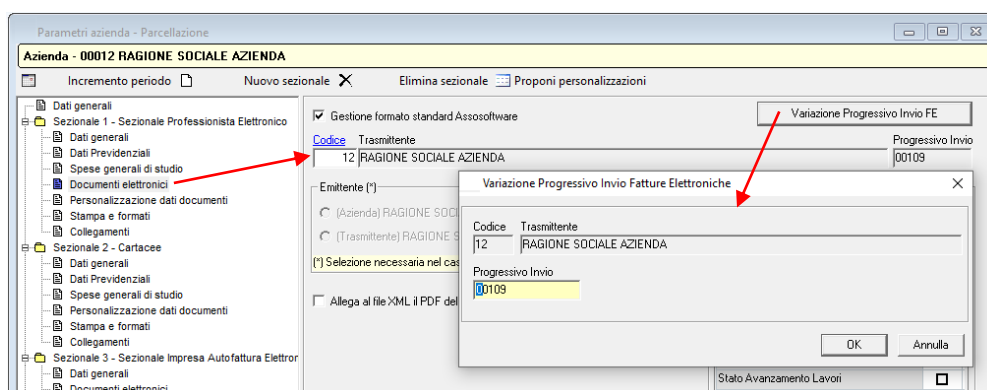 Parametri azienda - Parcellazione
Azienda - 00012 RAGIONE SOCIALE AZIENDA
Incremento periodo Nuovo sezionale Elimina sezionale Proponi personalizzazioni
Dati generali
Sezionale 1 - Sezionale Professionista Elettronico
Dati generali
Dati Previdenziali
Spese generali di studio
Documenti elettronici
Personalizzazione dati documenti
Stampa e formati
Collegamenti
Sezionale 2 - Cartacee
Dati generali
Dati Previdenziali
Spese generali di studio
Personalizzazione dati documenti
Stampa e formati
Collegamenti
Sezionale 3 - Sezionale Impresa Autofattura Elettror
Dati generali
Documenti elettronici
Gestione formato standard Assosoftware
Variazione Progressivo Invio FE
Codice Trasmittente Progressivo Invio
12 RAGIONE SOCIALE AZIENDA 00109
Emittente (*)
(Azienda) RAGIONE SOCI
(Trasmittente) RAGIONE S
(*) Selezione necessaria nel cas
Allega al file XML il PDF del
Variazione Progressivo Invio Fatture Elettroniche
Codice Trasmittente
12 RAGIONE SOCIALE AZIENDA
Progressivo Invio
00109
OK Annulla
Stato Avanzamento Lavori